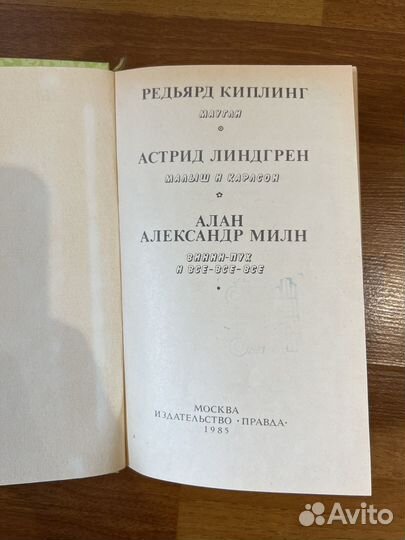 РЕДЬЯРД КИПЛИНГ
МАУГЛИ
АСТРИД ЛИНДГРЕН
МАЛЫШ И КАРЛСОН
АЛАН
АЛЕКСАНДР МИЛН
ВИННИ-ПУХ
И ВСЕ-ВСЕ-ВСЕ
МОСКВА
ИЗДАТЕЛЬСТВО «ПРАВДА»
1985
Avito